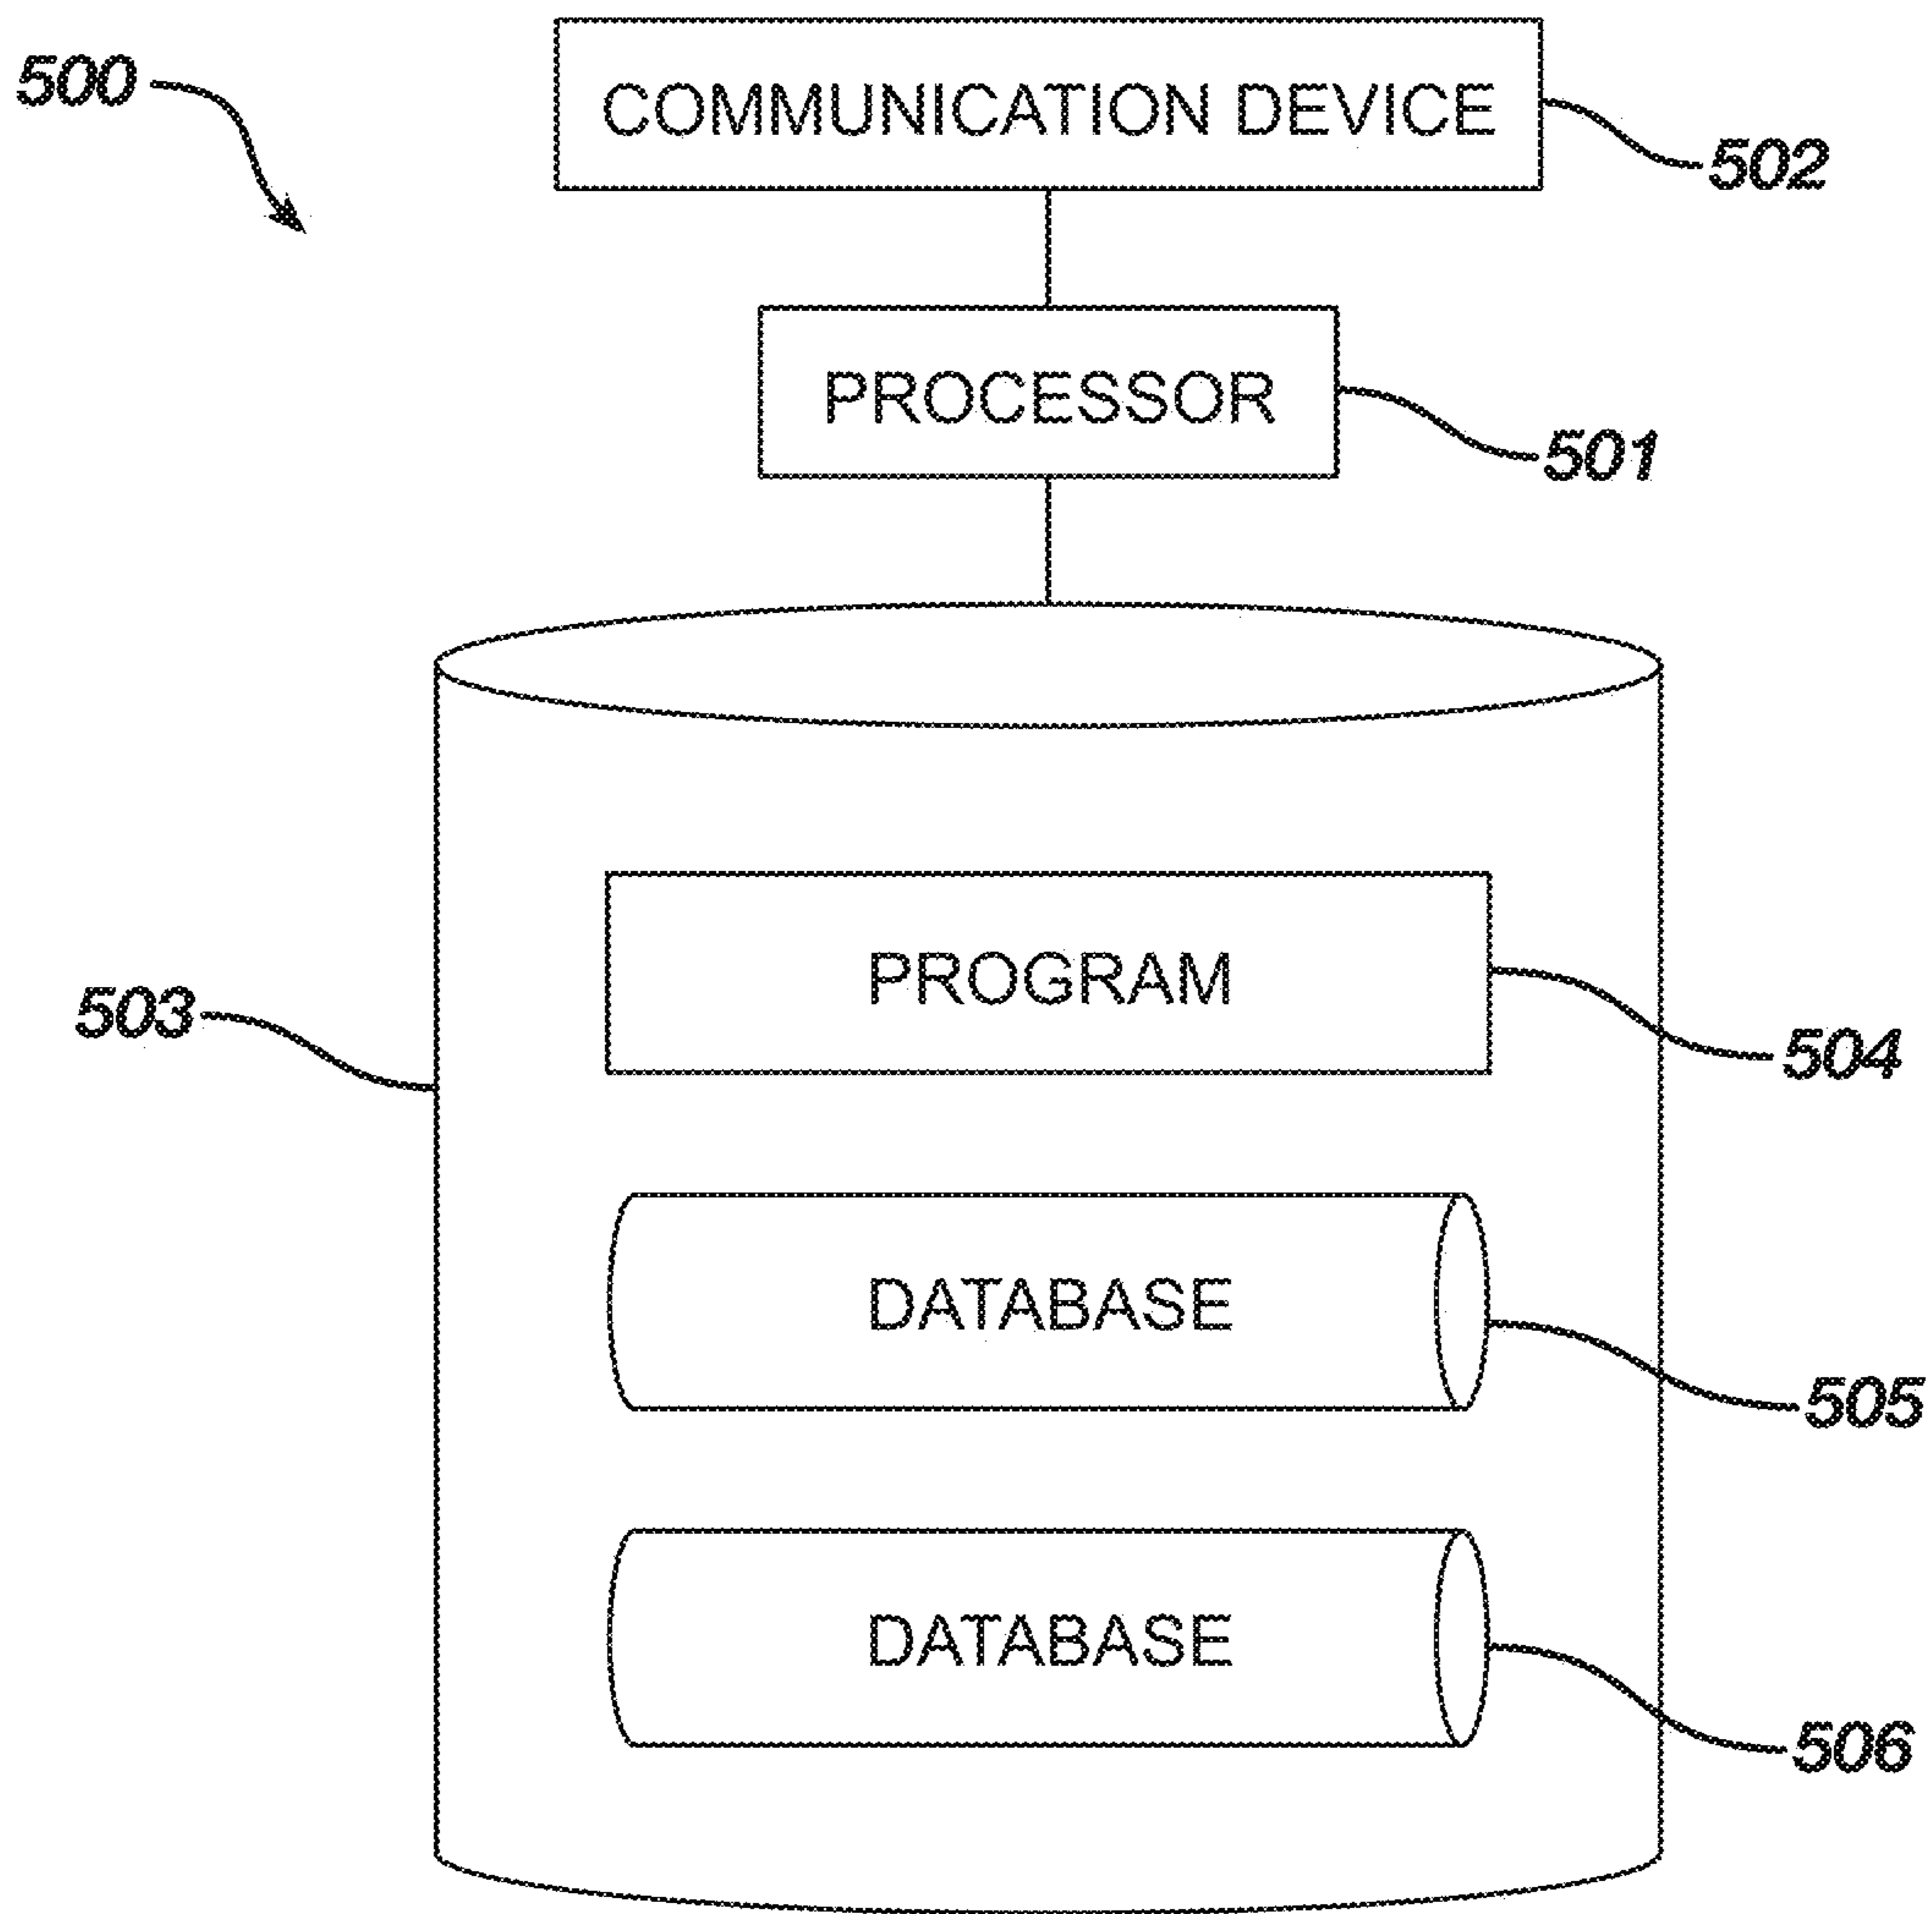 500
COMMUNICATION DEVICE
502
PROCESSOR
501
PROGRAM
503
504
DATABASE
505
DATABASE
506